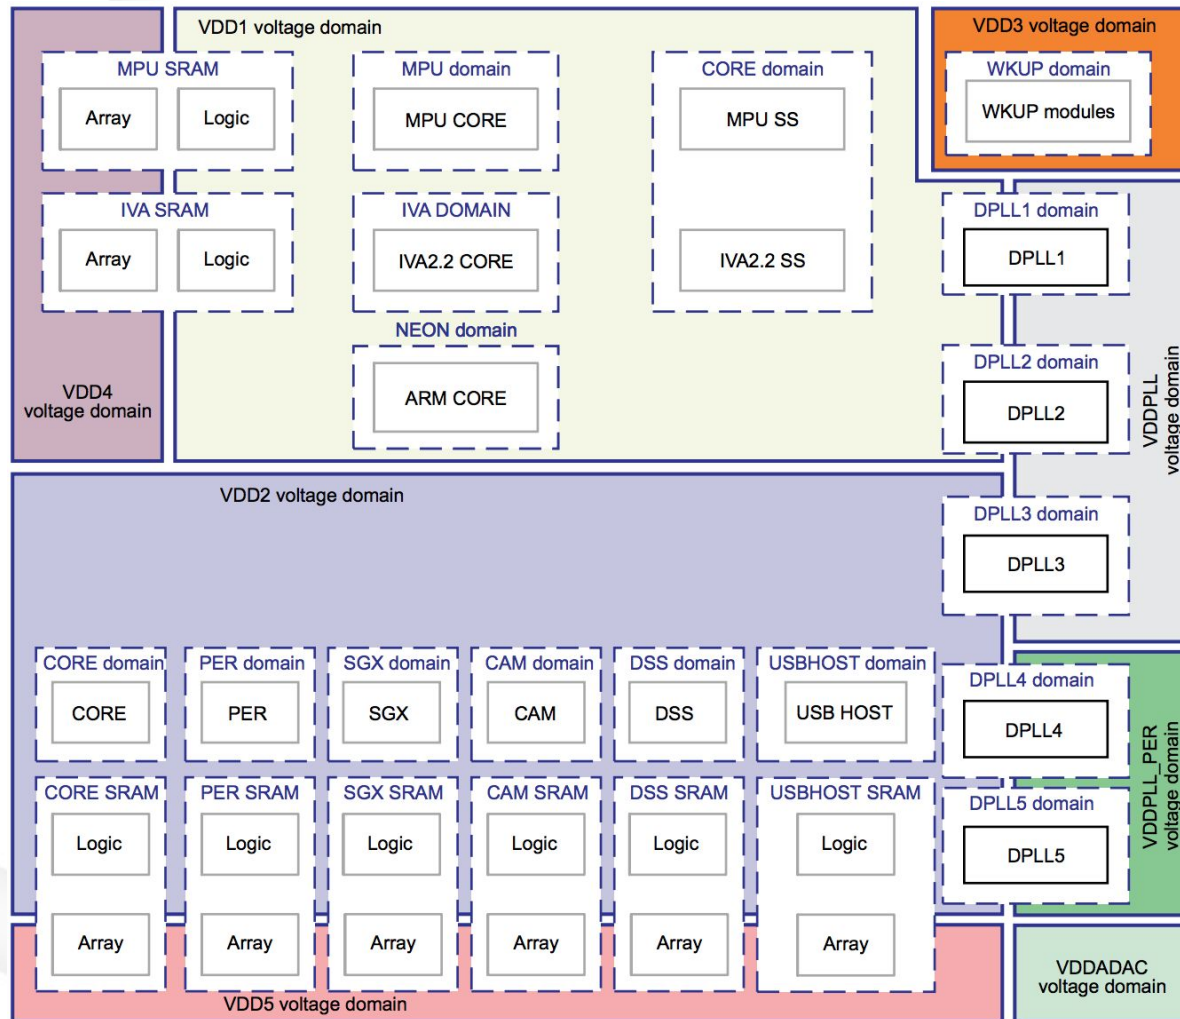 VDD1 voltage domain
VDD3 voltage domain
MPU SRAM
MPU domain
CORE domain
WKUP domain
Array
Logic
MPU CORE
MPU SS
WKUP modules
IVA SRAM
IVA DOMAIN
DPLL1 domain
Array
Logic
IVA2.2 CORE
IVA2.2 SS
DPLL1
NEON domain
DPLL2 domain
VDD4
voltage domain
ARM CORE
DPLL2
VDDPLL
voltage domain
VDD2 voltage domain
DPLL3 domain
DPLL3
CORE domain
PER domain
SGX domain
CAM domain
DSS domain
USBHOST domain
DPLL4 domain
CORE
PER
SGX
CAM
DSS
USB HOST
DPLL4
VDDPLL_PER
voltage domain
CORE SRAM
PER SRAM
SGX SRAM
CAM SRAM
DSS SRAM
USBHOST SRAM
DPLL5 domain
Logic
Logic
Logic
Logic
Logic
Logic
DPLL5
Array
Array
Array
Array
Array
Array
VDDADAC
voltage domain
VDD5 voltage domain